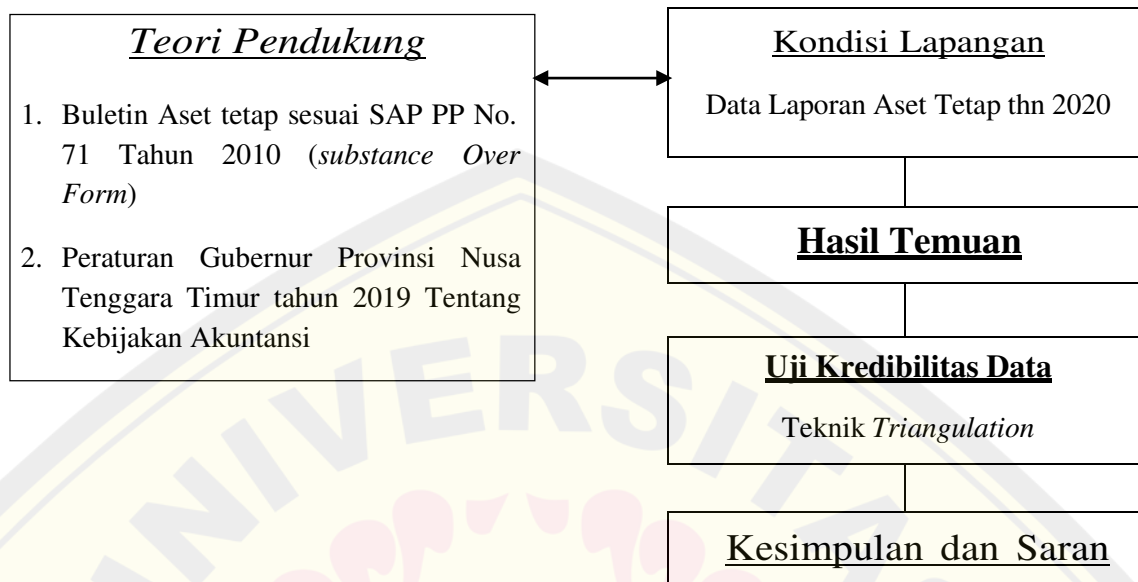 Teori Pendukung
1. Buletin Aset tetap sesuai SAP PP No.
71 Tahun 2010 (substance Over
Form)
2. Peraturan Gubernur Provinsi Nusa
Tenggara Timur tahun 2019 Tentang
Kebijakan Akuntansi
Kondisi Lapangan
Data Laporan Aset Tetap thn 2020
Hasil Temuan
Uji Kredibilitas Data
Teknik Triangulation
Kesimpulan dan Saran
UNIVERSITAS